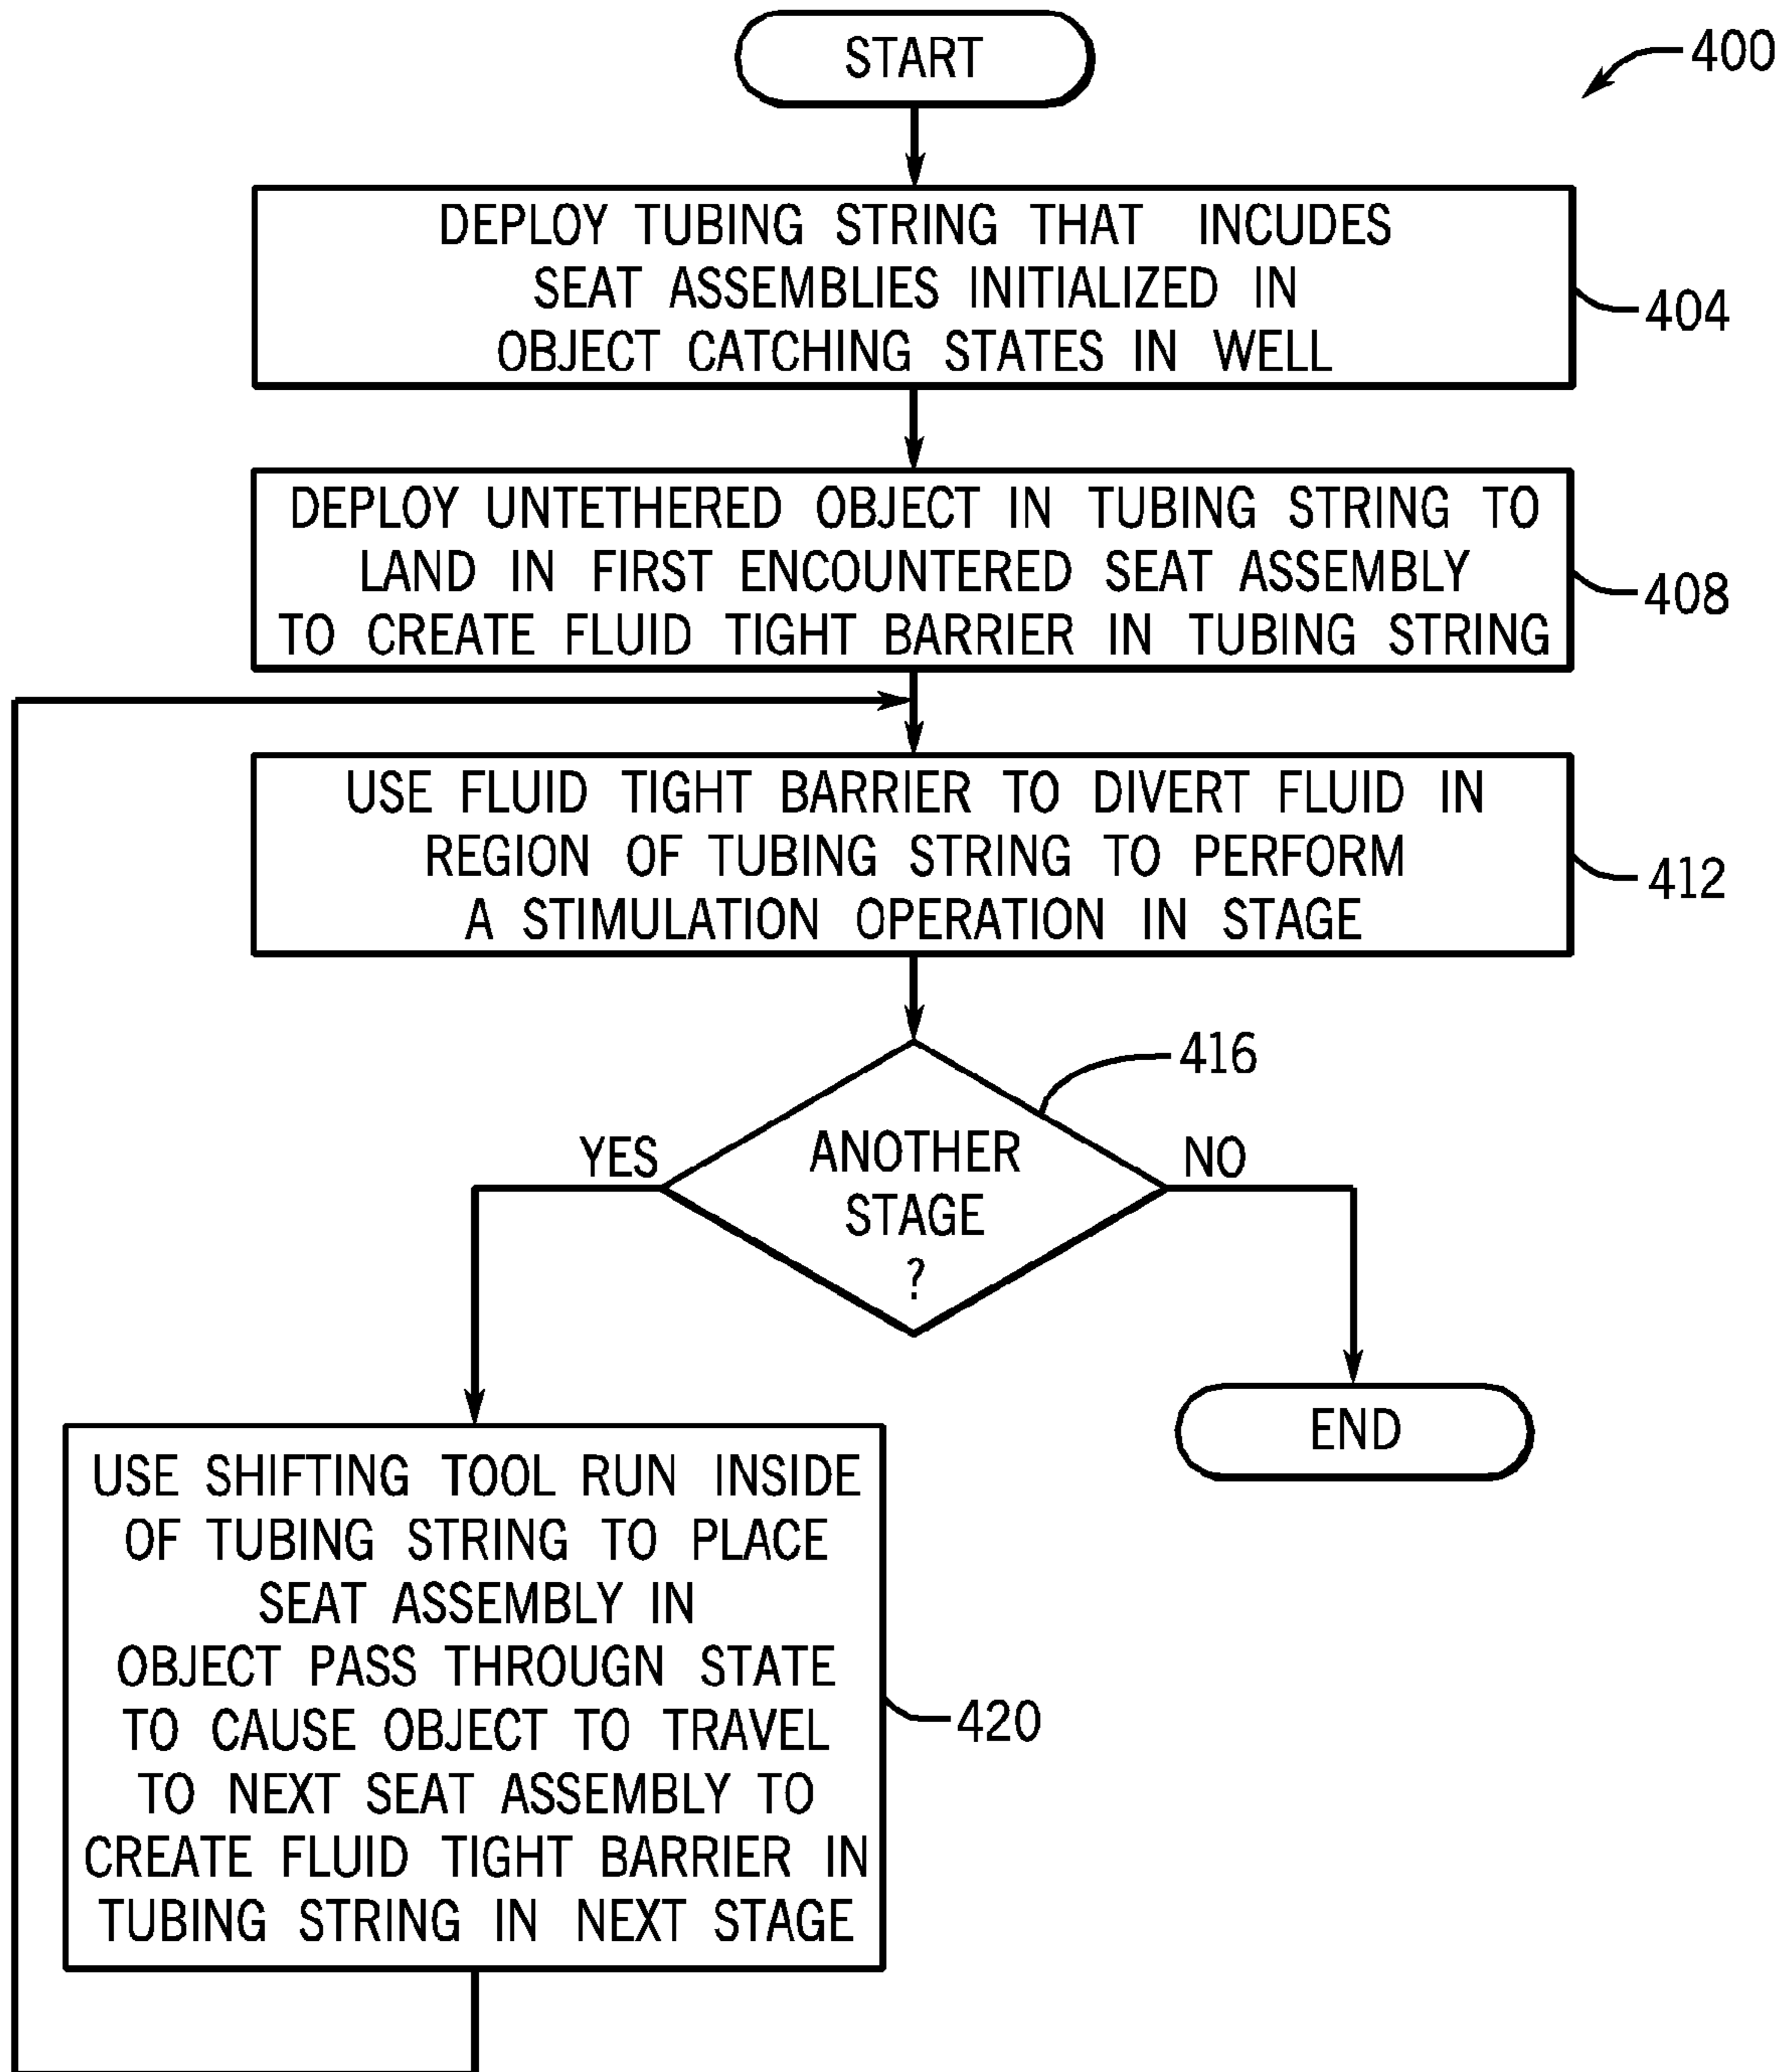 START
400
DEPLOY TUBING STRING THAT INCUDES
SEAT ASSEMBLIES INITIALIZED IN
OBJECT CATCHING STATES IN WELL
404
DEPLOY UNTETHERED OBJECT IN TUBING STRING TO
LAND IN FIRST ENCOUNTERED SEAT ASSEMBLY
TO CREATE FLUID TIGHT BARRIER IN TUBING STRING
408
USE FLUID TIGHT BARRIER TO DIVERT FLUID IN
REGION OF TUBING STRING TO PERFORM
A STIMULATION OPERATION IN STAGE
412
416
YES
ANOTHER
STAGE
?
NO
END
USE SHIFTING TOOL RUN INSIDE
OF TUBING STRING TO PLACE
SEAT ASSEMBLY IN
OBJECT PASS THROUGN STATE
TO CAUSE OBJECT TO TRAVEL
TO NEXT SEAT ASSEMBLY TO
CREATE FLUID TIGHT BARRIER IN
TUBING STRING IN NEXT STAGE
420